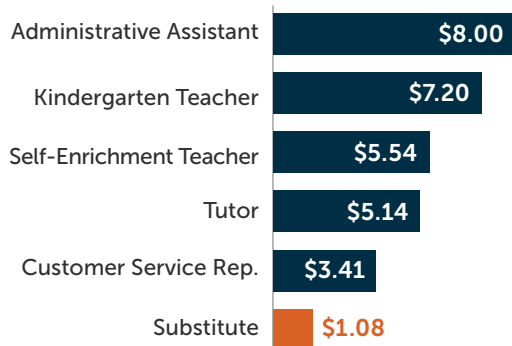 Administrative Assistant $8.00
Kindergarten Teacher $7.20
Self-Enrichment Teacher $5.54
Tutor $5.14
Customer Service Rep. $3.41
Substitute $1.08